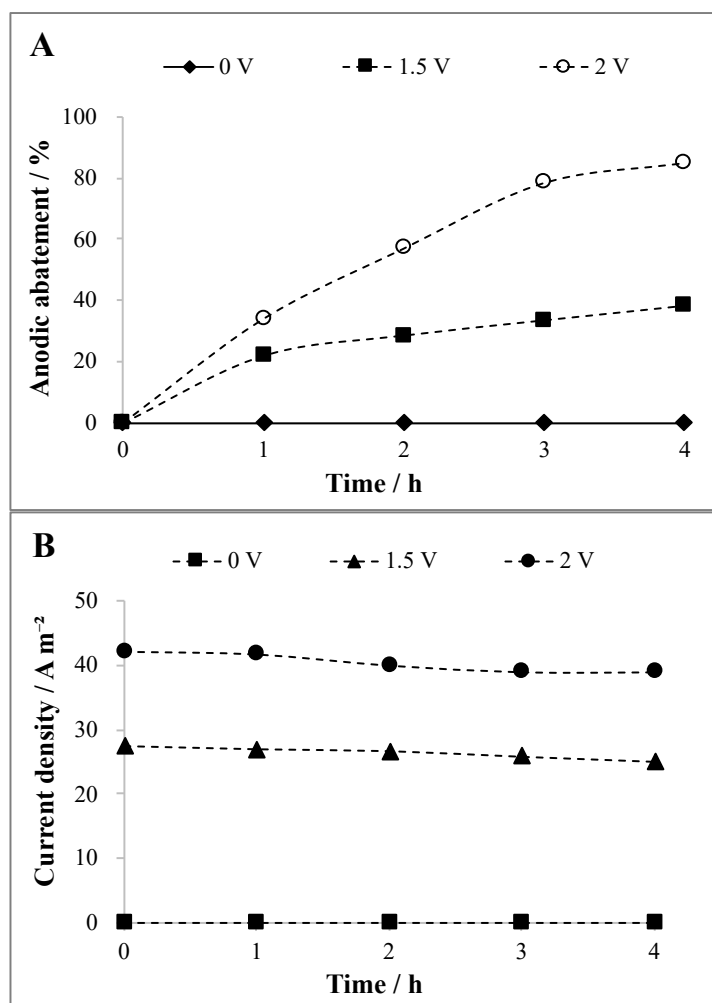 A
0 V 1.5 V 2 V
100
80
60
40
20
0
Anodic abatement / %
0 1 2 3 4
Time / h
B
0 V 1.5 V 2 V
50
40
30
20
10
0
Current density / A m⁻²
0 1 2 3 4
Time / h